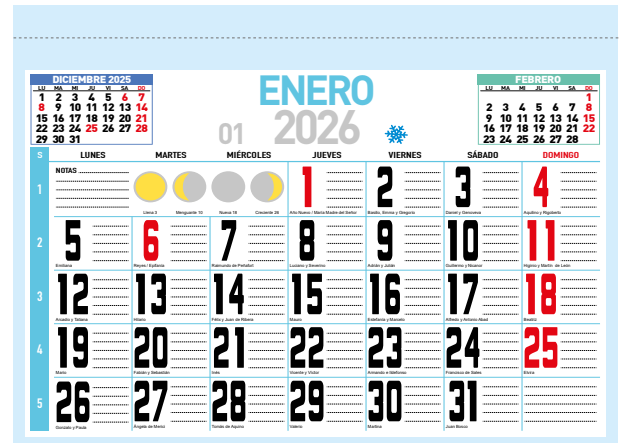 DICIEMBRE 2025
LU MA MI JU VI SA DO
1 2 3 4 5 6 7
8 9 10 11 12 13 14
15 16 17 18 19 20 21
22 23 24 25 26 27 28
29 30 31
ENERO
01 2026
FEBRERO
LU MA MI JU VI SA DO
1
2 3 4 5 6 7 8
9 10 11 12 13 14 15
16 17 18 19 20 21 22
23 24 25 26 27 28
S LUNES MARTES MIÉRCOLES JUEVES VIERNES SÁBADO DOMINGO
1 NOTAS 1 2 3 4
Llena 3 Menguante 10 Nueva 18 Creciente 26 Año Nuevo / María Madre del Señor Basilio, Emma y Gregorio Daniel y Genoveva Aquilino y Rigoberto
2 5 6 7 8 9 10 11
Emiliana Reyes / Epifanía Raimundo de Peñafort Luciano y Severino Adrián y Julián Guillermo y Nicanor Higinio y Martín de León
3 12 13 14 15 16 17 18
Arcadio y Tatiana Hilario Félix y Juan de Ribera Mauro Estefanía y Marcelo Alfredo y Antonio Abad Beatriz
4 19 20 21 22 23 24 25
Mario Fabián y Sebastián Inés Vicente y Víctor Armando e Ildefonso Francisco de Sales Elvira
5 26 27 28 29 30 31
Gonzalo y Paula Ángela de Mérici Tomás de Aquino Valerio Martina Juan Bosco